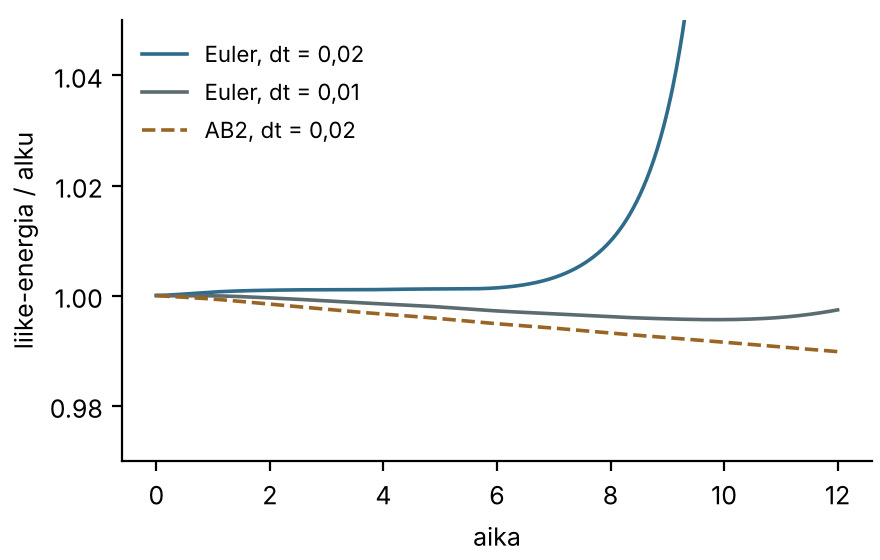 Euler, dt = 0,02
Euler, dt = 0,01
AB2, dt = 0,02
liike-energia / alku
1.04
1.02
1.00
0.98
0 2 4 6 8 10 12
aika